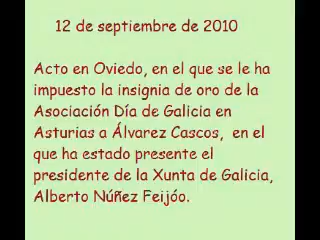 12 de septiembre de 2010
Acto en Oviedo, en el que se le ha
impuesto la insignia de oro de la
Asociación Día de Galicia en
Asturias a Álvarez Cascos, en el
que ha estado presente el
presidente de la Xunta de Galicia,
Alberto Núñez Feijóo.